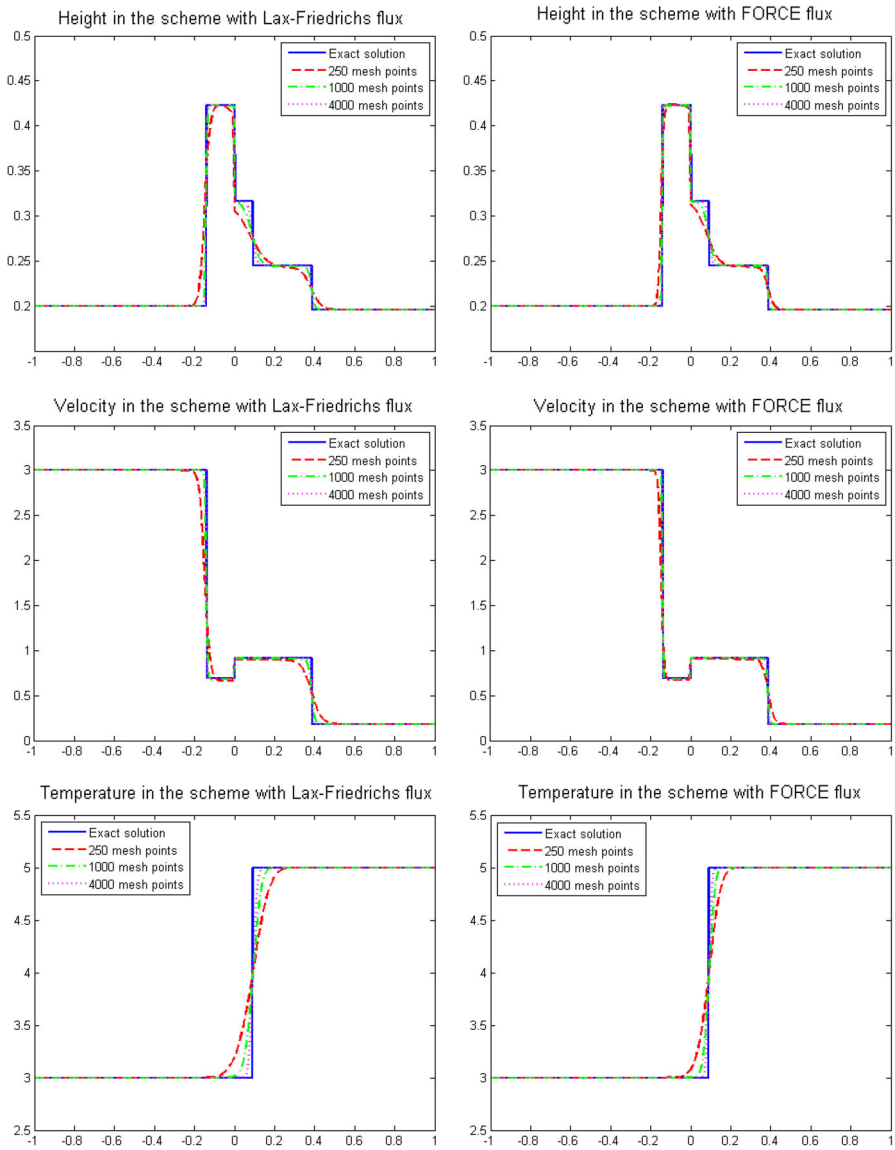 Height in the scheme with Lax-Friedrichs flux
0.5
0.45
0.4
0.35
0.3
0.25
0.2
-1 -0.8 -0.6 -0.4 -0.2 0 0.2 0.4 0.6 0.8 1
Exact solution
250 mesh points
1000 mesh points
4000 mesh points
Height in the scheme with FORCE flux
0.5
0.45
0.4
0.35
0.3
0.25
0.2
-1 -0.8 -0.6 -0.4 -0.2 0 0.2 0.4 0.6 0.8 1
Exact solution
250 mesh points
1000 mesh points
4000 mesh points
Velocity in the scheme with Lax-Friedrichs flux
3.5
3
2.5
2
1.5
1
0.5
0
-1 -0.8 -0.6 -0.4 -0.2 0 0.2 0.4 0.6 0.8 1
Exact solution
250 mesh points
1000 mesh points
4000 mesh points
Velocity in the scheme with FORCE flux
3.5
3
2.5
2
1.5
1
0.5
0
-1 -0.8 -0.6 -0.4 -0.2 0 0.2 0.4 0.6 0.8 1
Exact solution
250 mesh points
1000 mesh points
4000 mesh points
Temperature in the scheme with Lax-Friedrichs flux
5.5
5
4.5
4
3.5
3
2.5
-1 -0.8 -0.6 -0.4 -0.2 0 0.2 0.4 0.6 0.8 1
Exact solution
250 mesh points
1000 mesh points
4000 mesh points
Temperature in the scheme with FORCE flux
5.5
5
4.5
4
3.5
3
2.5
-1 -0.8 -0.6 -0.4 -0.2 0 0.2 0.4 0.6 0.8 1
Exact solution
250 mesh points
1000 mesh points
4000 mesh points